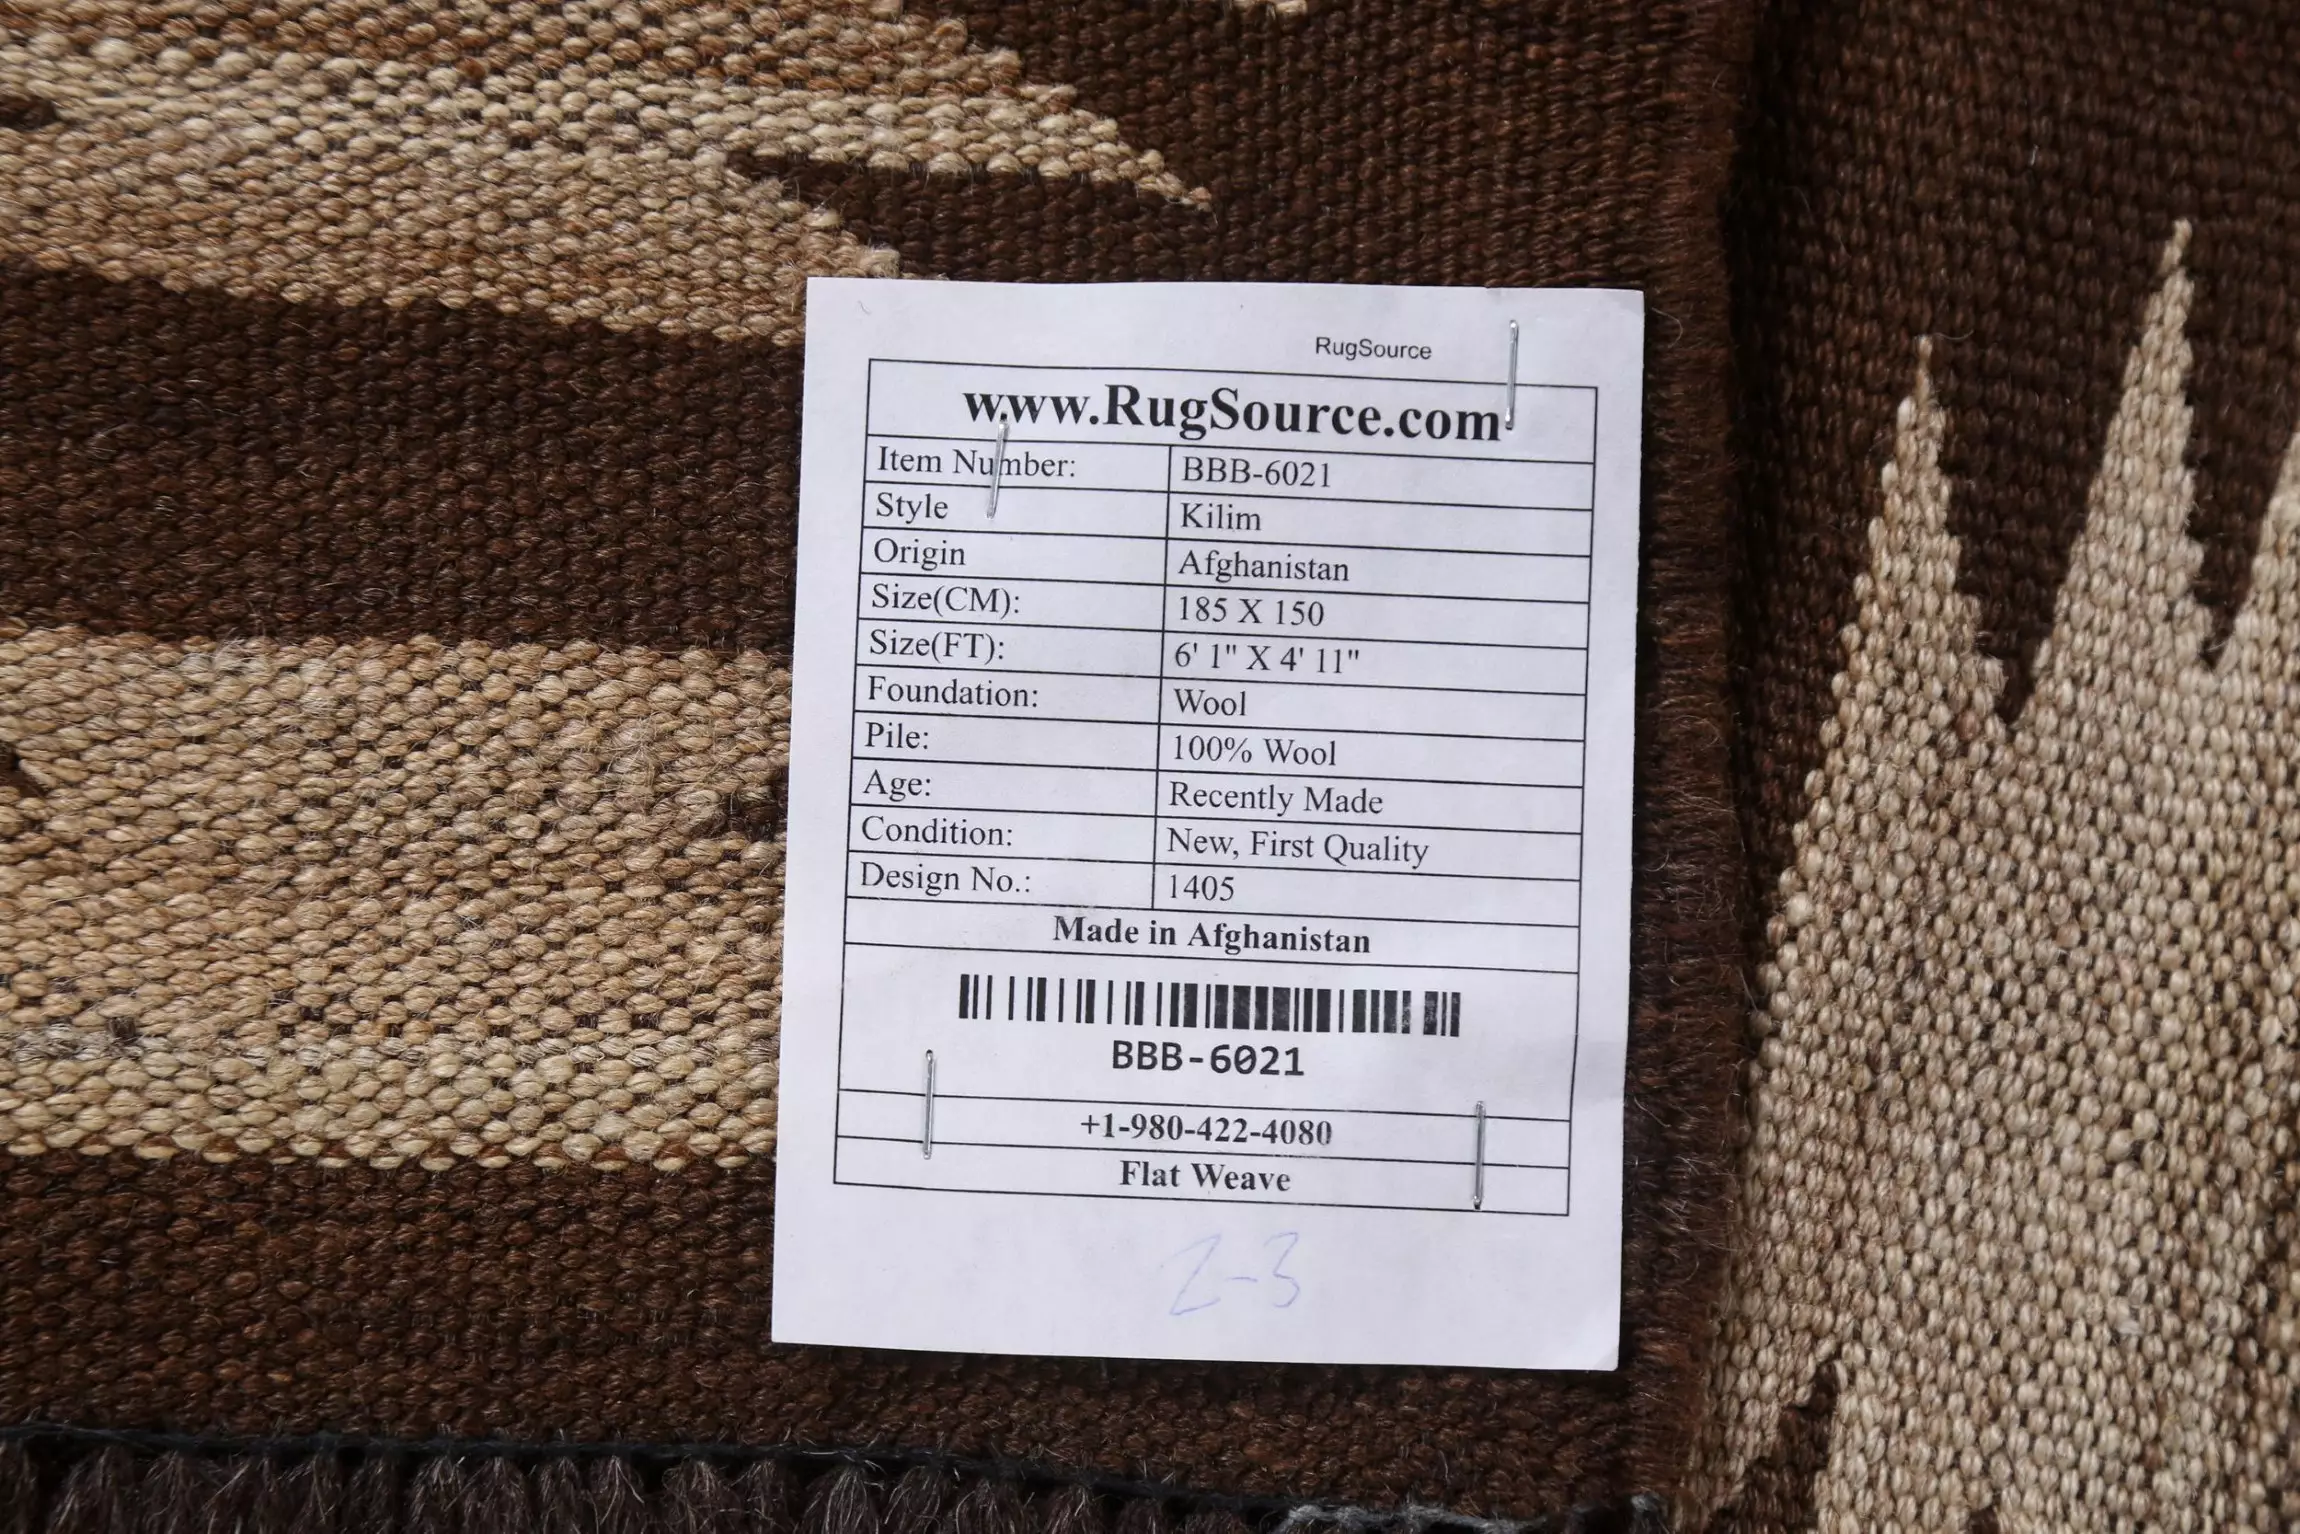 RugSource
www.RugSource.com
Item Number: BBB-6021
Style Kilim
Origin Afghanistan
Size(CM): 185 X 150
Size(FT): 6' 1" X 4' 11"
Foundation: Wool
Pile: 100% Wool
Age: Recently Made
Condition: New, First Quality
Design No.: 1405
Made in Afghanistan
BBB-6021
+1-980-422-4080
Flat Weave
2-3